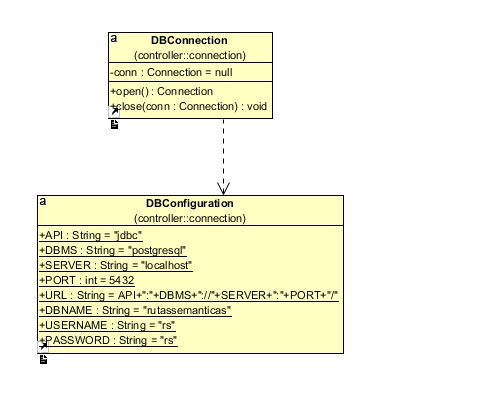 a
DBConnection
(controller::connection)
-conn : Connection = null
+open() : Connection
+close(conn : Connection) : void
a
DBConfiguration
(controller::connection)
+API : String = "jdbc"
+DBMS : String = "postgresql"
+SERVER : String = "localhost"
+PORT : int = 5432
+URL : String = API+":"+DBMS+"://"+SERVER+":"+PORT+"/"
+DBNAME : String = "rutassemanticas"
+USERNAME : String = "rs"
+PASSWORD : String = "rs"